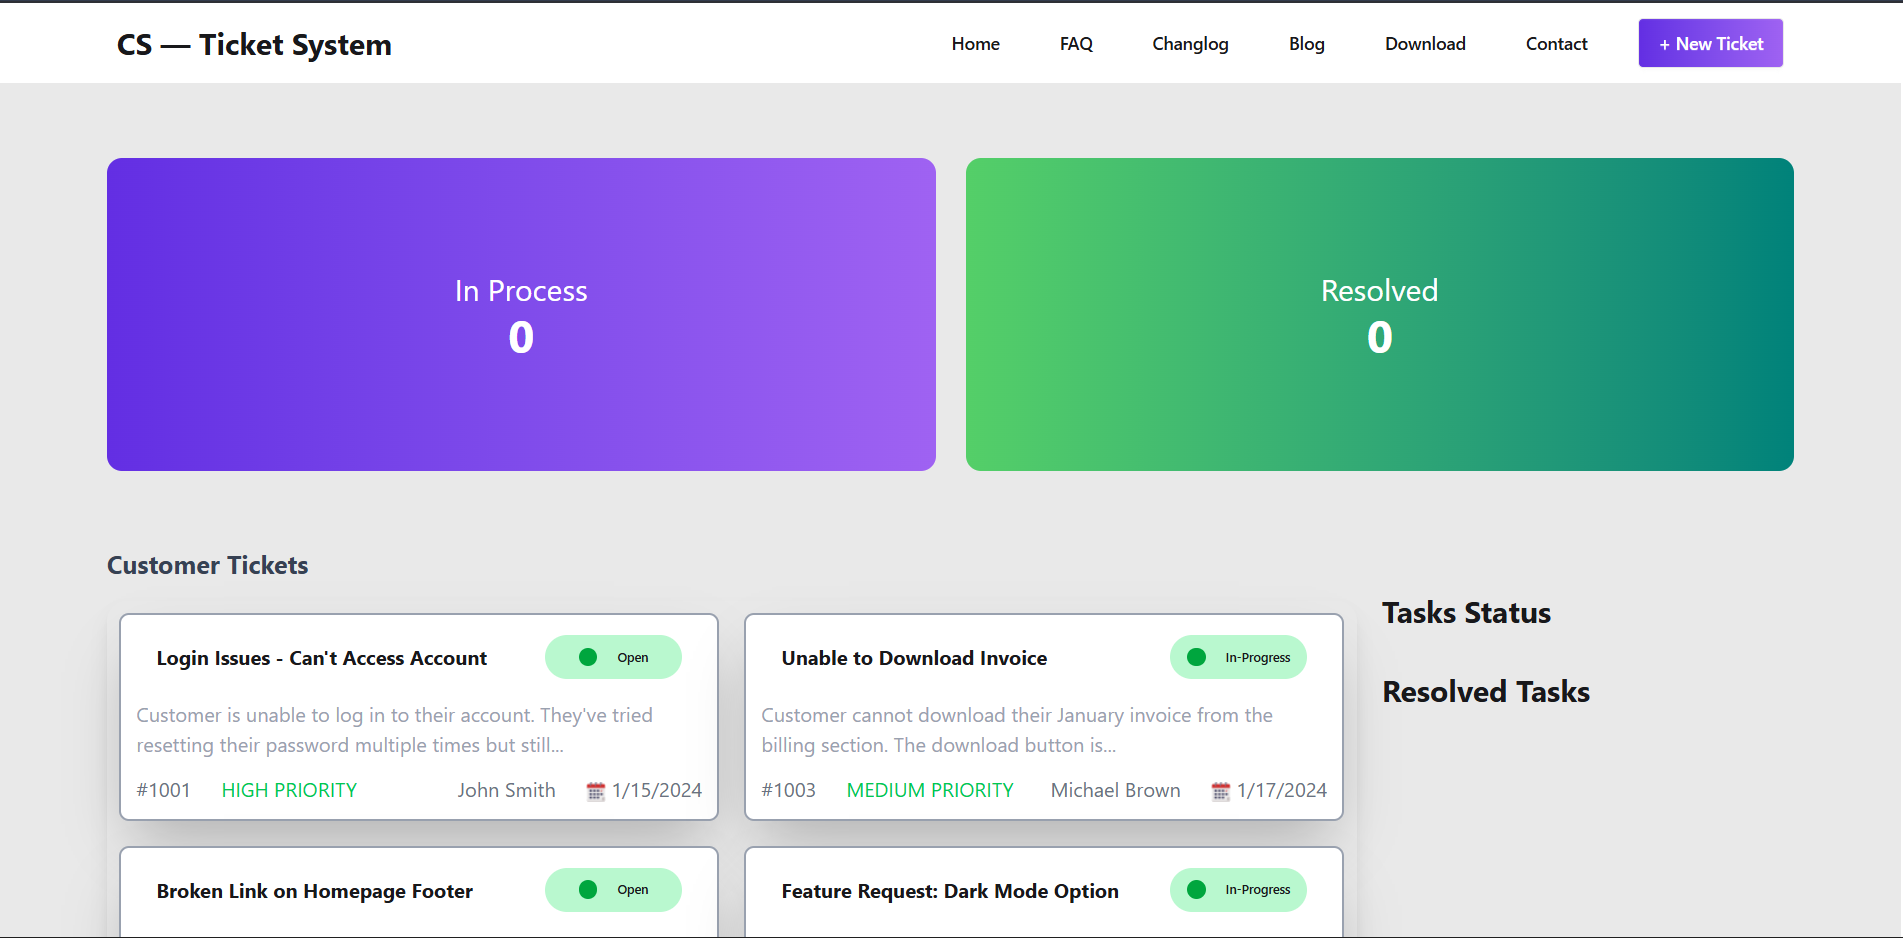 CS — Ticket System
Home FAQ Changlog Blog Download Contact + New Ticket
In Process
0
Resolved
0
Customer Tickets
Login Issues - Can't Access Account Open
Customer is unable to log in to their account. They've tried
resetting their password multiple times but still...
#1001 HIGH PRIORITY John Smith 1/15/2024
Unable to Download Invoice In-Progress
Customer cannot download their January invoice from the
billing section. The download button is...
#1003 MEDIUM PRIORITY Michael Brown 1/17/2024
Broken Link on Homepage Footer Open
Feature Request: Dark Mode Option In-Progress
Tasks Status
Resolved Tasks